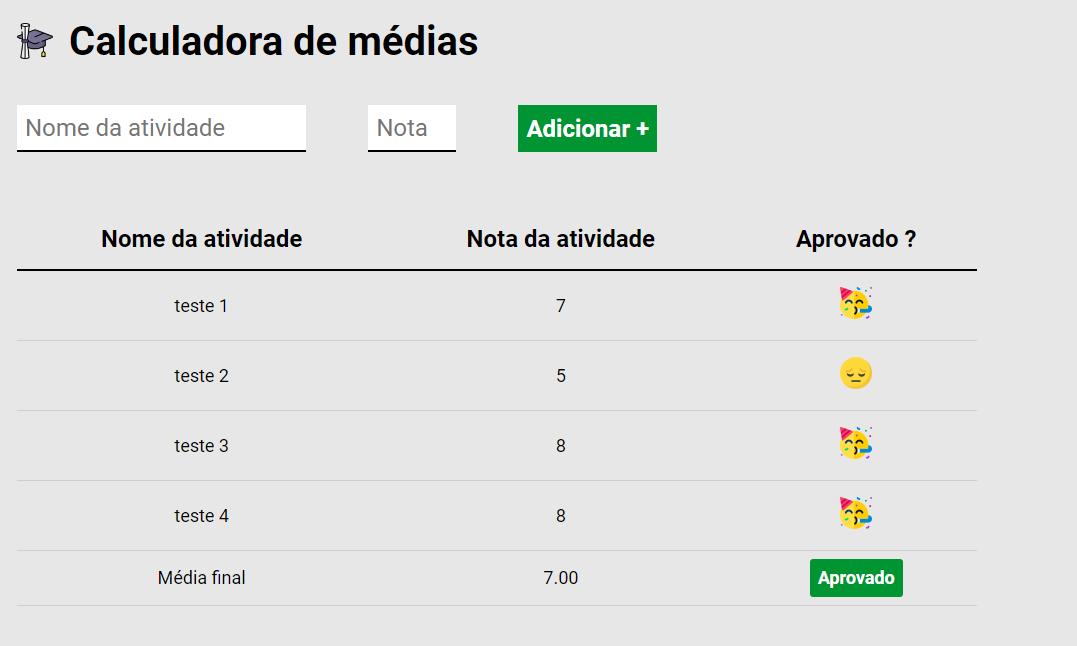 Calculadora de médias
Nome da atividade Nota Adicionar +
Nome da atividade Nota da atividade Aprovado ?
teste 1 7
teste 2 5
teste 3 8
teste 4 8
Média final 7.00 Aprovado